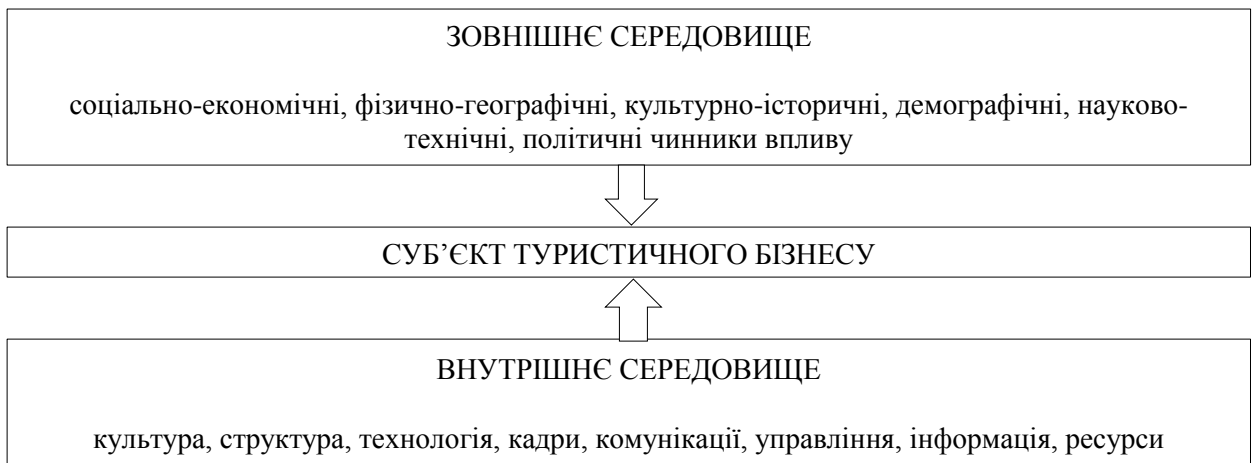 ЗОВНІШНЄ СЕРЕДОВИЩЕ
соціально-економічні, фізично-географічні, культурно-історичні, демографічні, науково-
технічні, політичні чинники впливу
СУБ’ЄКТ ТУРИСТИЧНОГО БІЗНЕСУ
ВНУТРІШНЄ СЕРЕДОВИЩЕ
культура, структура, технологія, кадри, комунікації, управління, інформація, ресурси